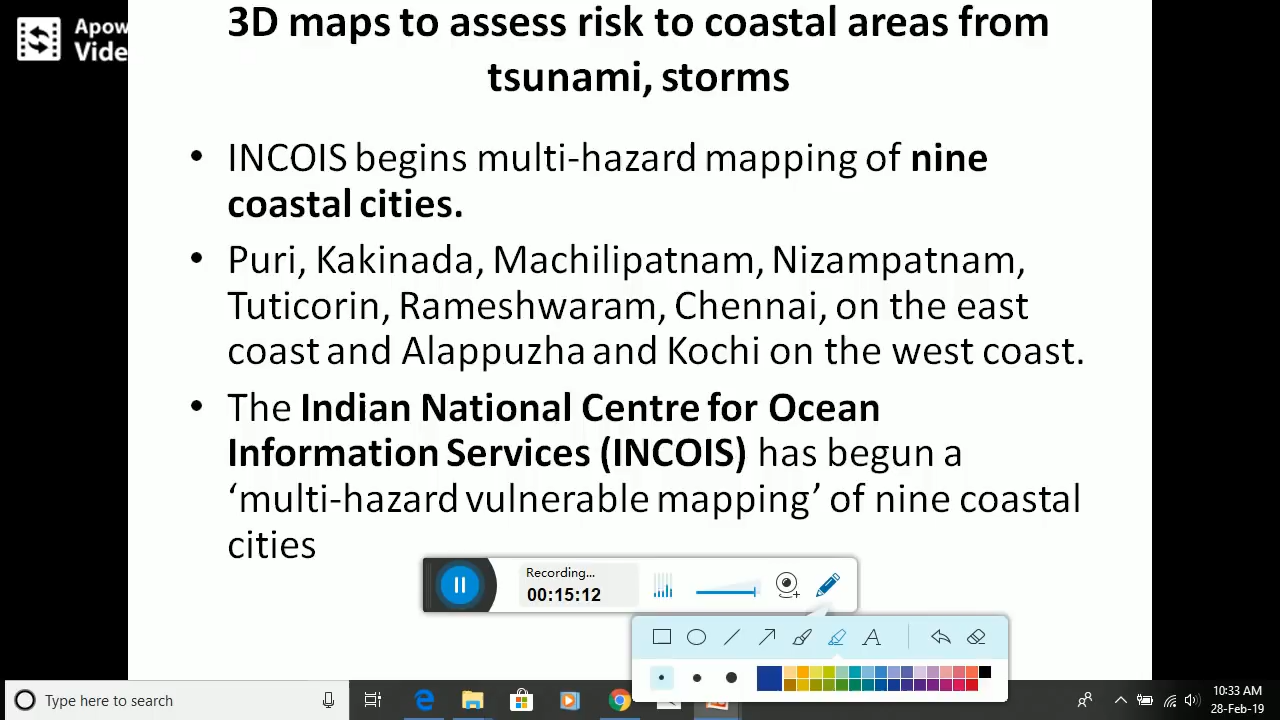 Apow
Vide
3D maps to assess risk to coastal areas from
tsunami, storms
• INCOIS begins multi-hazard mapping of nine
coastal cities.
• Puri, Kakinada, Machilipatnam, Nizampatnam,
Tuticorin, Rameshwaram, Chennai, on the east
coast and Alappuzha and Kochi on the west coast.
• The Indian National Centre for Ocean
Information Services (INCOIS) has begun a
‘multi-hazard vulnerable mapping’ of nine coastal
cities
Recording...
00:15:12
A
Type here to search
10:33 AM
28-Feb-19